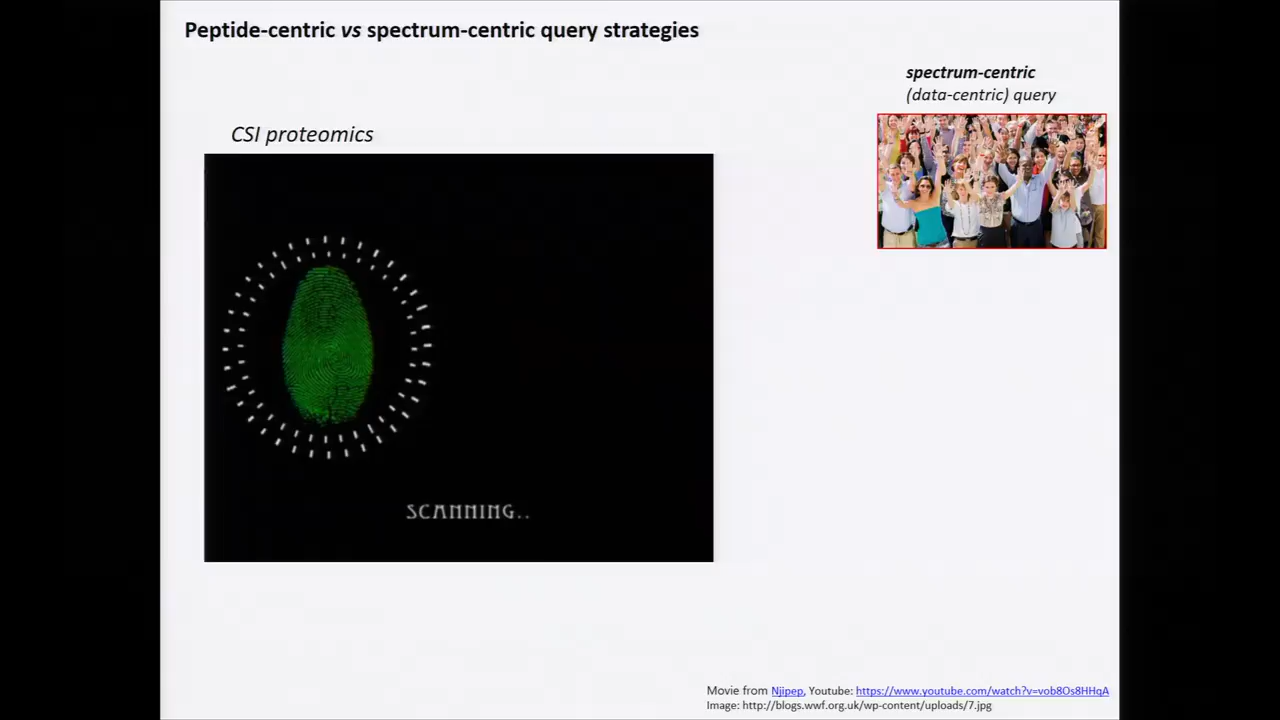 Peptide-centric vs spectrum-centric query strategies
spectrum-centric
(data-centric) query
CSI proteomics
SCANNING..
Movie from Njipep, Youtube: https://www.youtube.com/watch?v=vob8Os8HHqA
Image: http://blogs.wwf.org.uk/wp-content/uploads/7.jpg